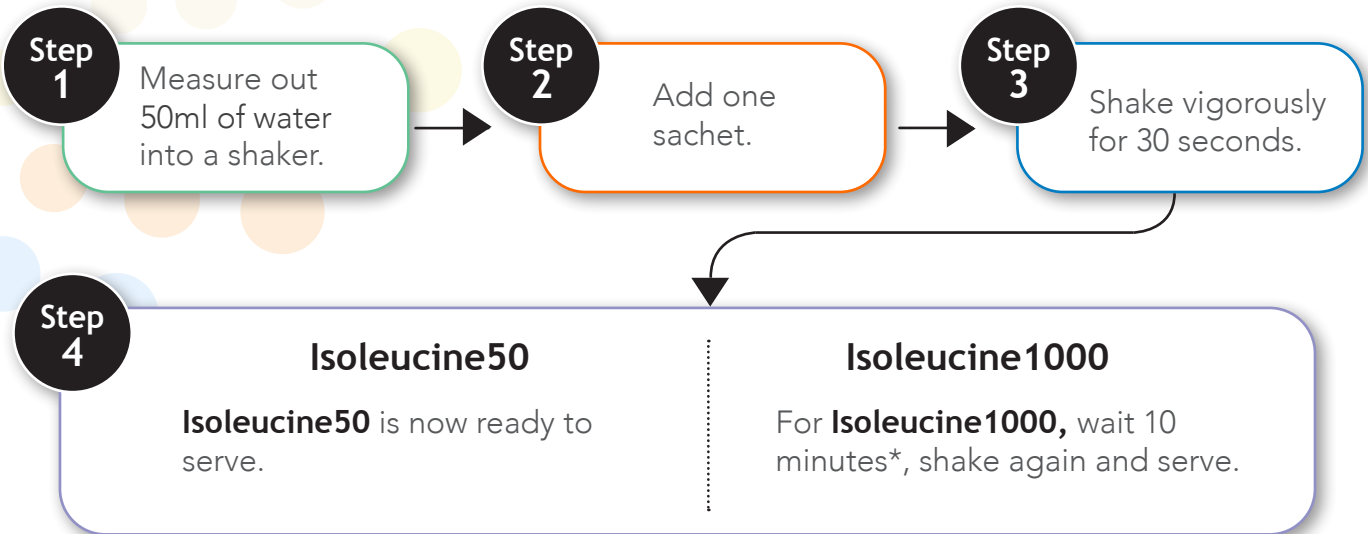 Step
1
Measure out
50ml of water
into a shaker.
Step
2
Add one
sachet.
Step
3
Shake vigorously
for 30 seconds.
Step
4
Isoleucine50
Isoleucine50 is now ready to
serve.
Isoleucine1000
For Isoleucine1000, wait 10
minutes*, shake again and serve.